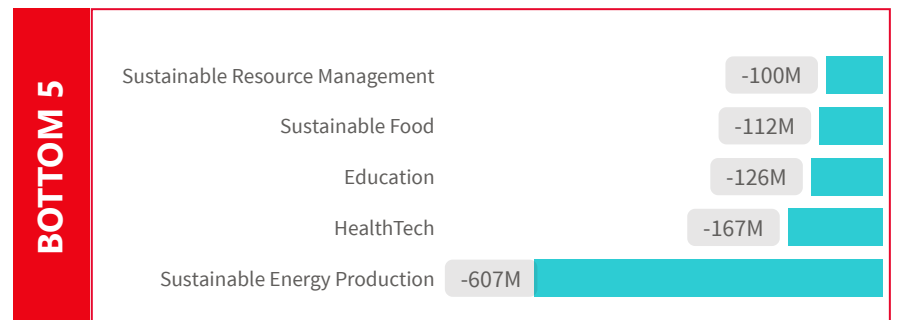 BOTTOM 5
Sustainable Resource Management -100M
Sustainable Food -112M
Education -126M
HealthTech -167M
Sustainable Energy Production -607M